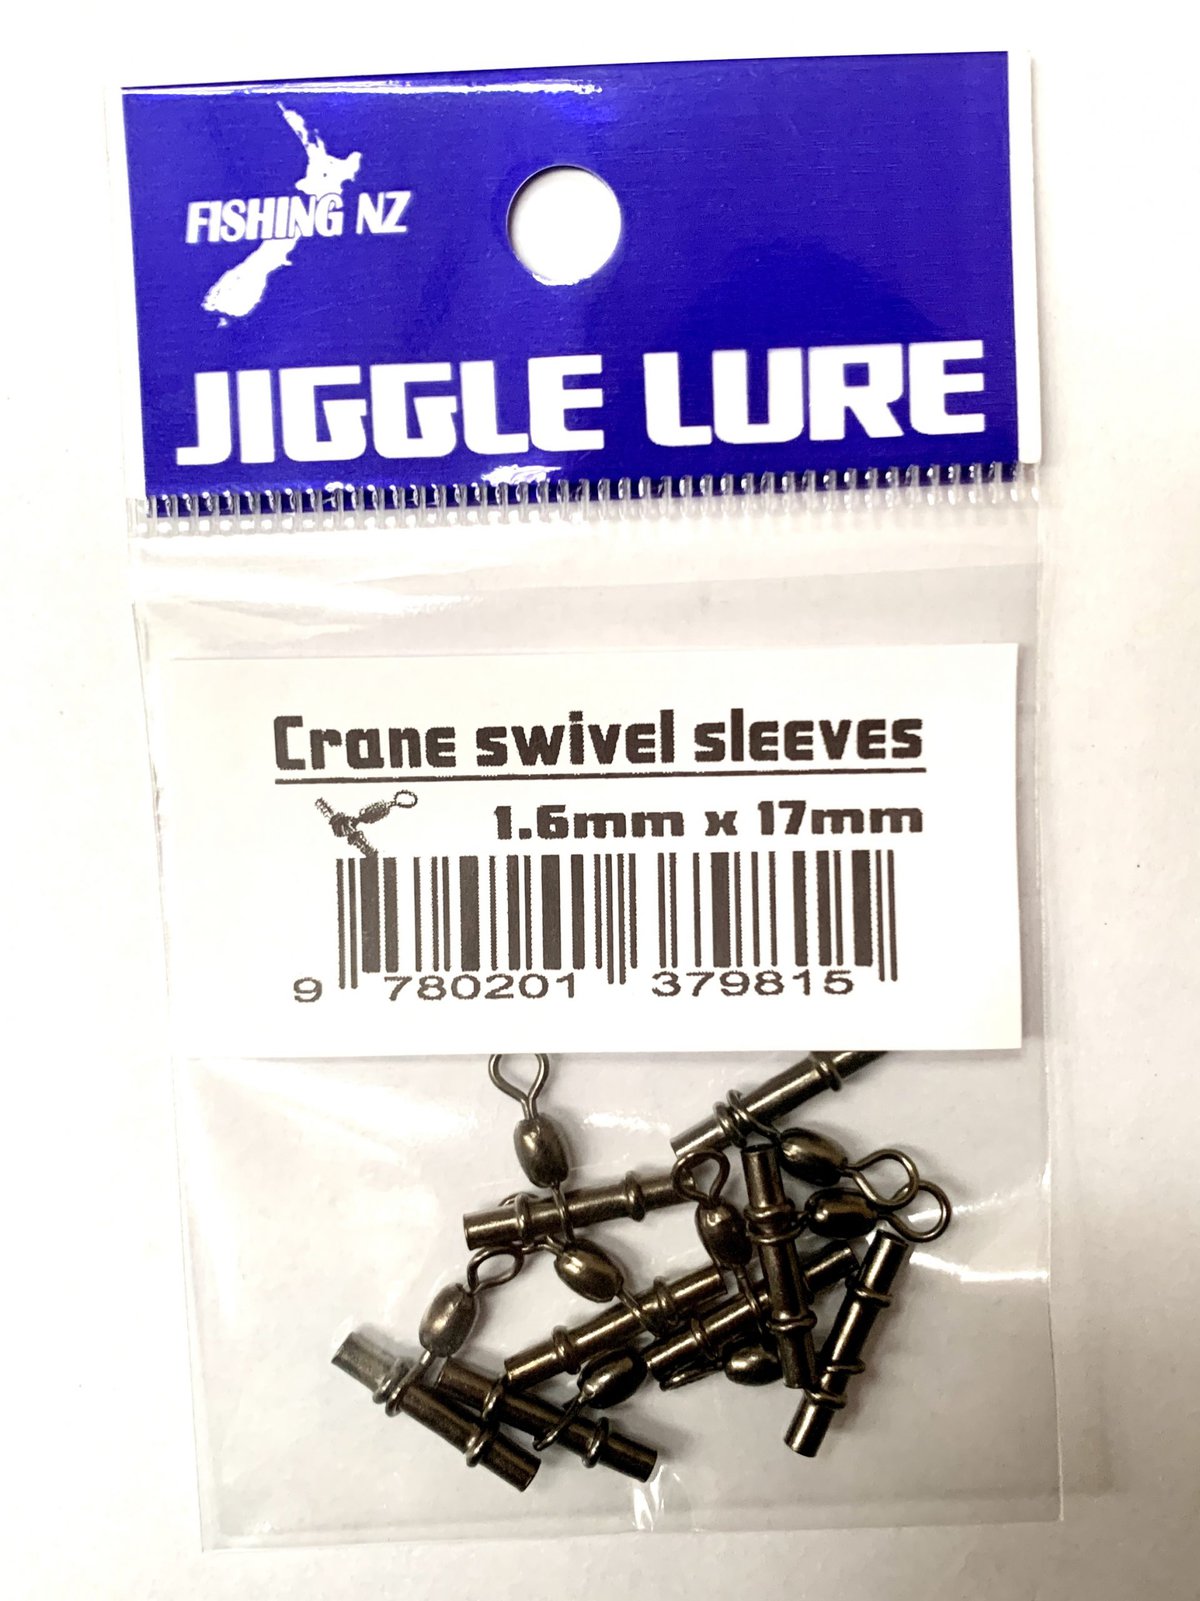 FISHING NZ
JIGGLE LURE
Crane swivel sleeves
1.6mm x 17mm
9 780201 379815